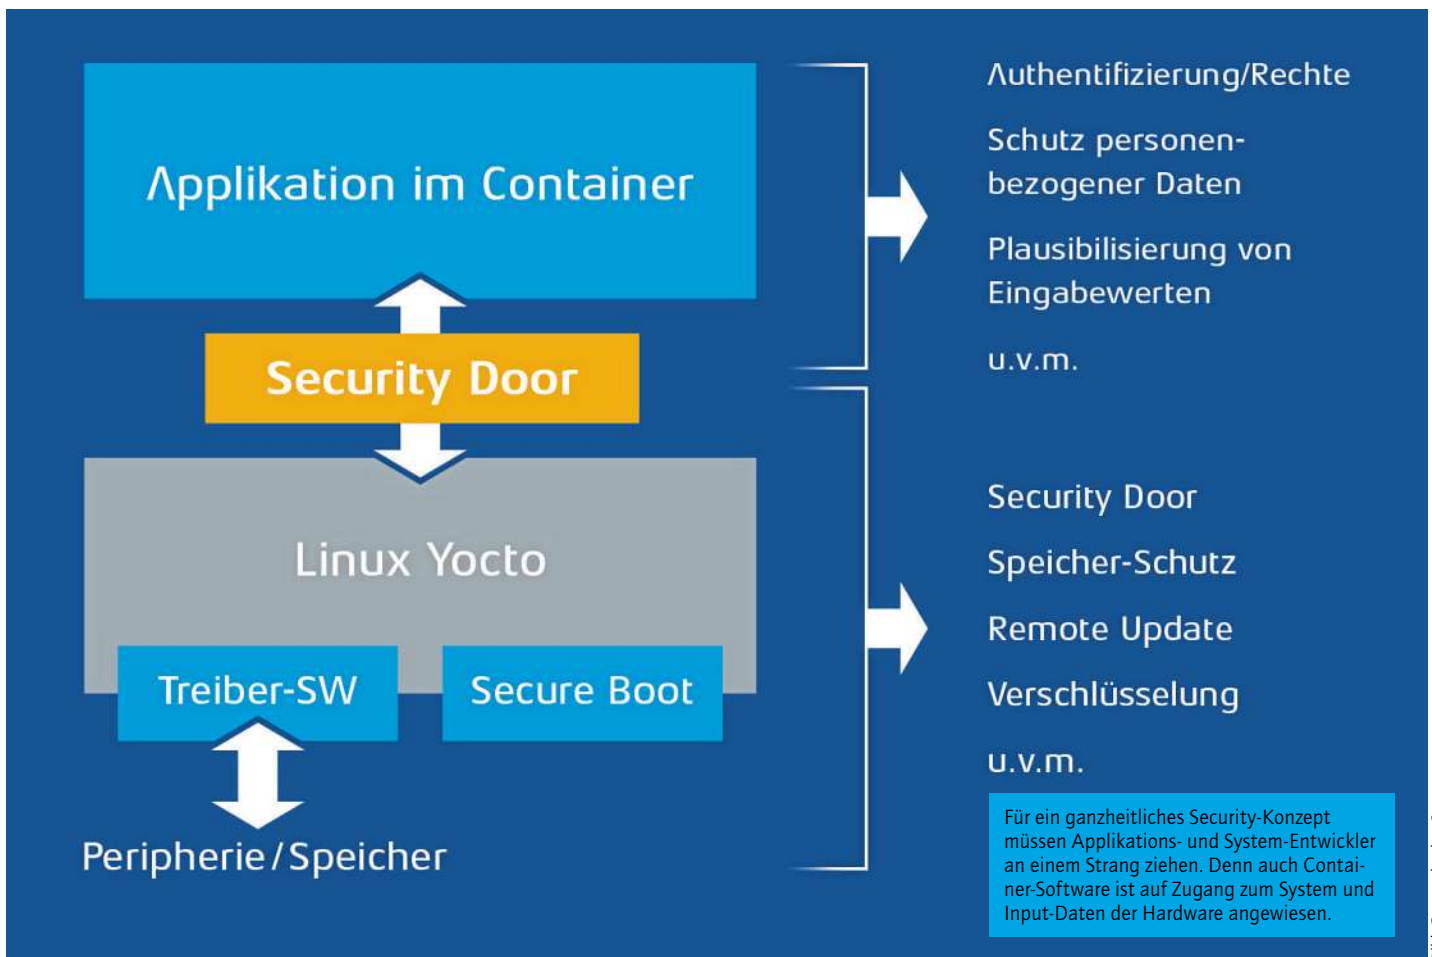 Applikation im Container
Security Door
Linux Yocto
Treiber-SW
Secure Boot
Peripherie/Speicher
Authentifizierung/Rechte
Schutz personen-
bezogener Daten
Plausibilisierung von
Eingabewerten
u.v.m.
Security Door
Speicher-Schutz
Remote Update
Verschlüsselung
u.v.m.
Für ein ganzheitliches Security-Konzept
müssen Applikations- und System-Entwickler
an einem Strang ziehen. Denn auch Contai-
ner-Software ist auf Zugang zum System und
Input-Daten der Hardware angewiesen.